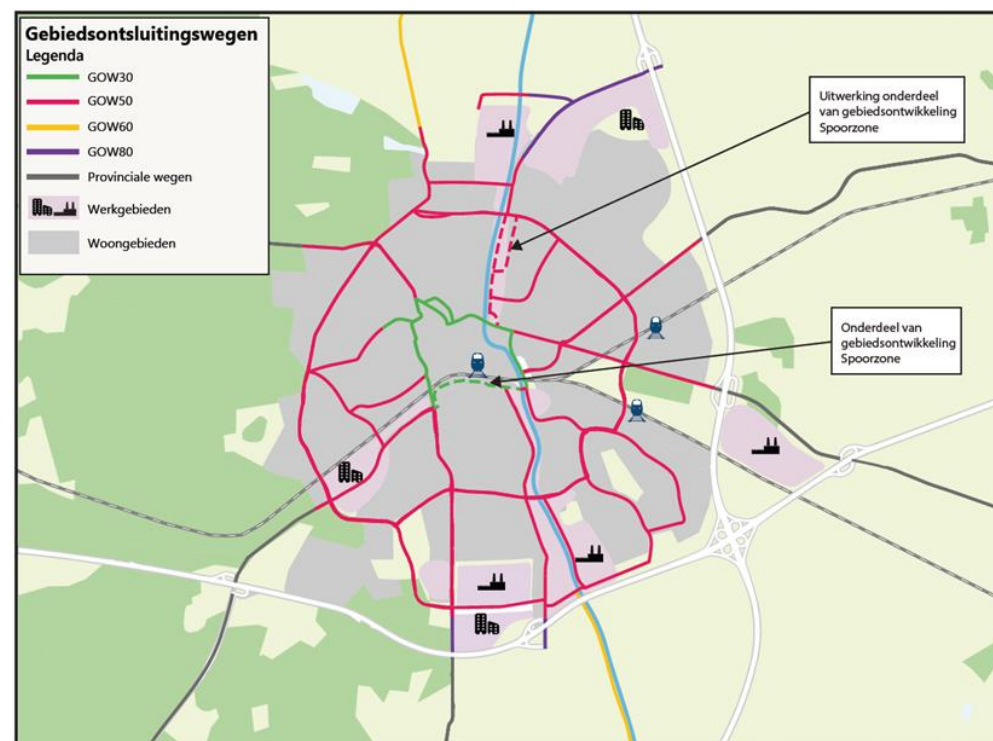 Gebiedsontsluitingswegen
Legenda
GOW30
GOW50
GOW60
GOW80
Provinciale wegen
Werkgebieden
Woongebieden
Uitwerking onderdeel
van gebiedsontwikkeling
Spoorzone
Onderdeel van
gebiedsontwikkeling
Spoorzone